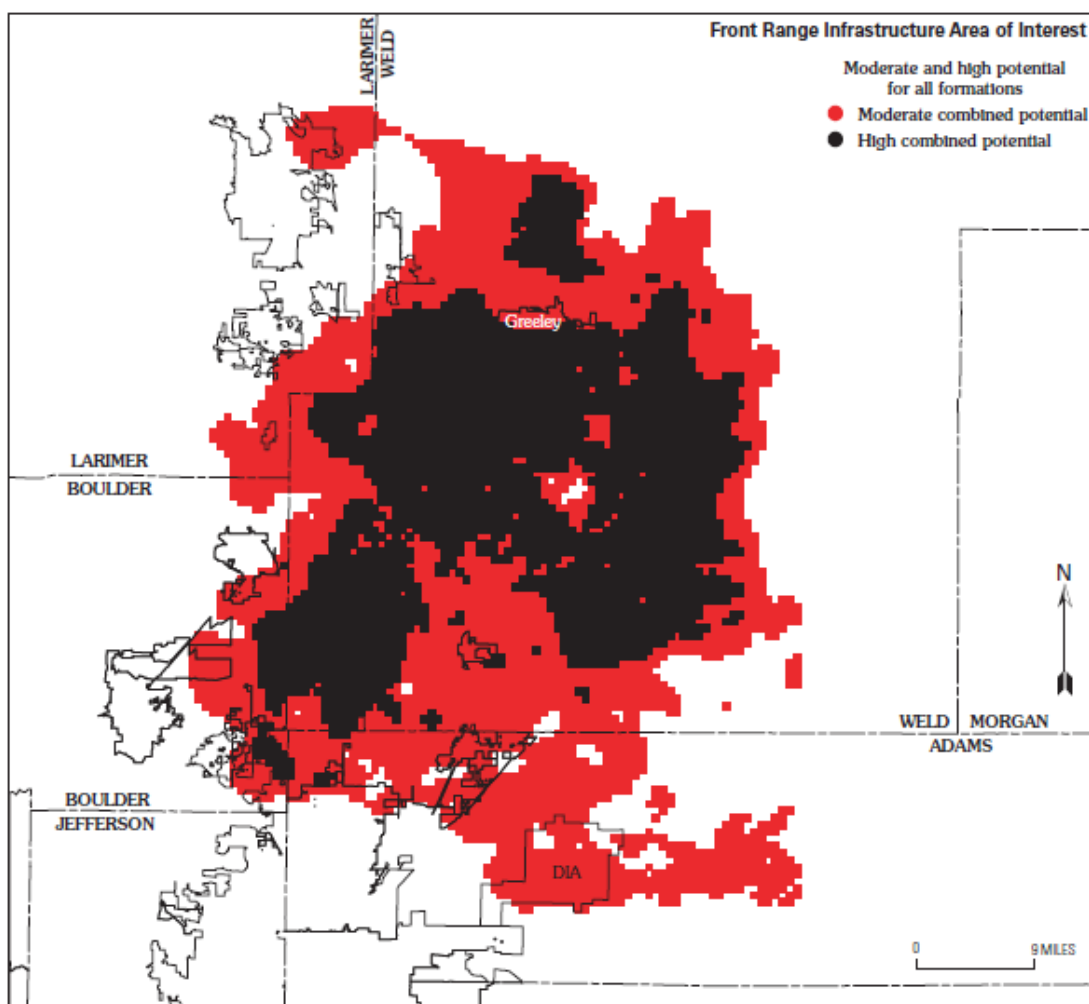 Front Range Infrastructure Area of Interest
Moderate and high potential
for all formations
Moderate combined potential
High combined potential
LARIMER
WELD
Greeley
LARIMER
BOULDER
N
WELD MORGAN
ADAMS
BOULDER
JEFFERSON
DIA
0 9 MILES